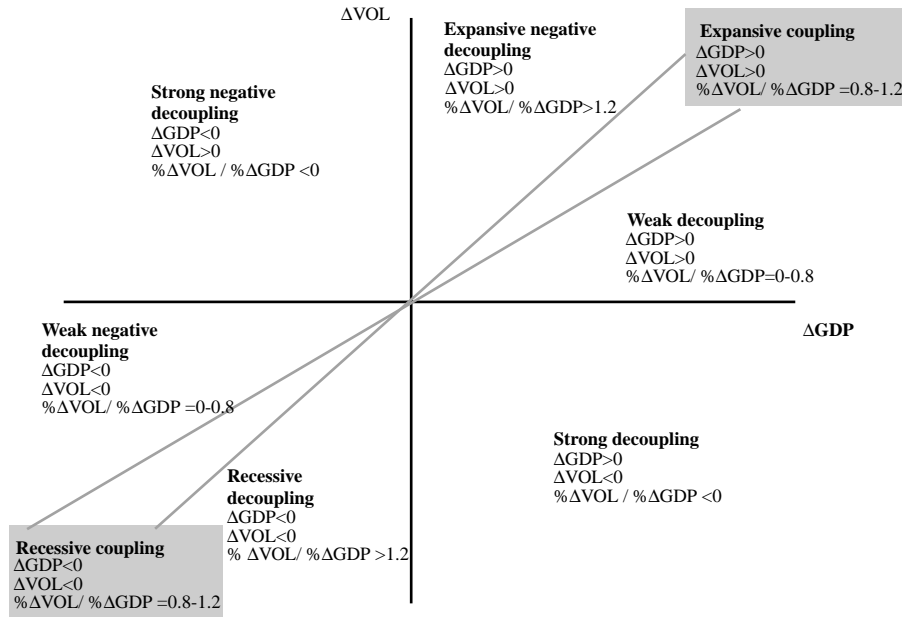 ΔVOL
Expansive negative
decoupling
ΔGDP>0
ΔVOL>0
%ΔVOL/ %ΔGDP>1.2
Expansive coupling
ΔGDP>0
ΔVOL>0
%ΔVOL/ %ΔGDP =0.8-1.2
Strong negative
decoupling
ΔGDP<0
ΔVOL>0
%ΔVOL / %ΔGDP <0
Weak decoupling
ΔGDP>0
ΔVOL>0
%ΔVOL/ %ΔGDP=0-0.8
ΔGDP
Weak negative
decoupling
ΔGDP<0
ΔVOL<0
%ΔVOL/ %ΔGDP =0-0.8
Strong decoupling
ΔGDP>0
ΔVOL<0
%ΔVOL / %ΔGDP <0
Recessive
decoupling
ΔGDP<0
ΔVOL<0
% ΔVOL/ %ΔGDP >1.2
Recessive coupling
ΔGDP<0
ΔVOL<0
%ΔVOL/ %ΔGDP =0.8-1.2